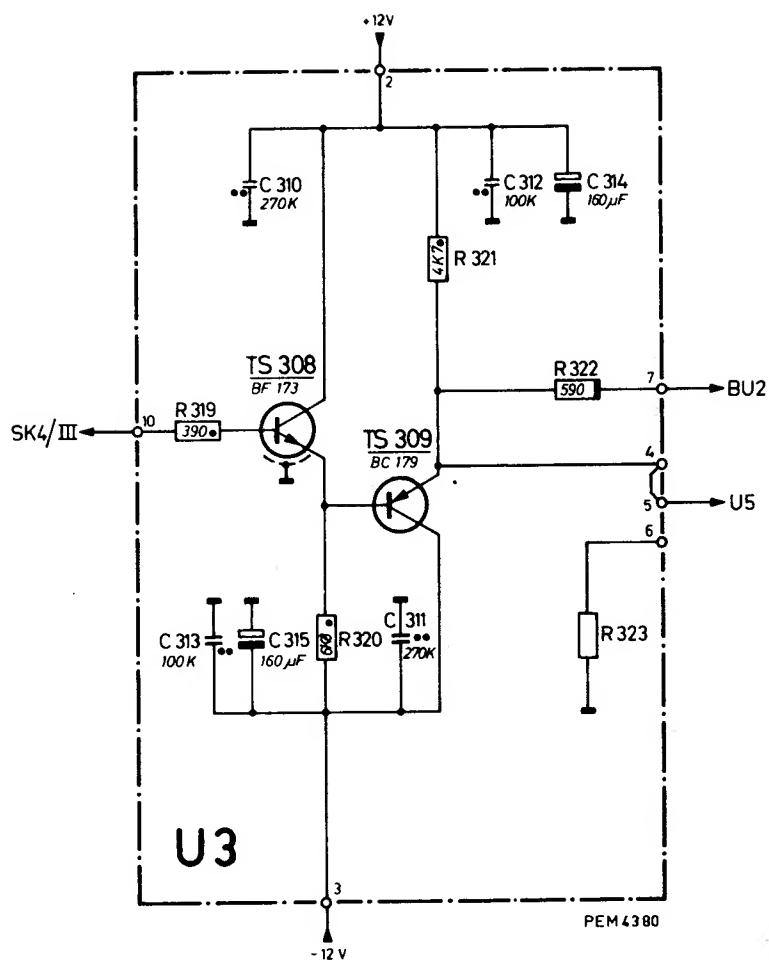 +12V
2
C 310
270K
C 312
100K
C 314
160µF
4K7
R 321
TS 308
BF 173
R 322
590
7
BU2
10
R 319
SK4/III
390
TS 309
BC 179
4
5
U5
6
C 313
100K
C 315
160µF
R 320
C 311
270K
R 323
U3
3
PEM 4380
-12V